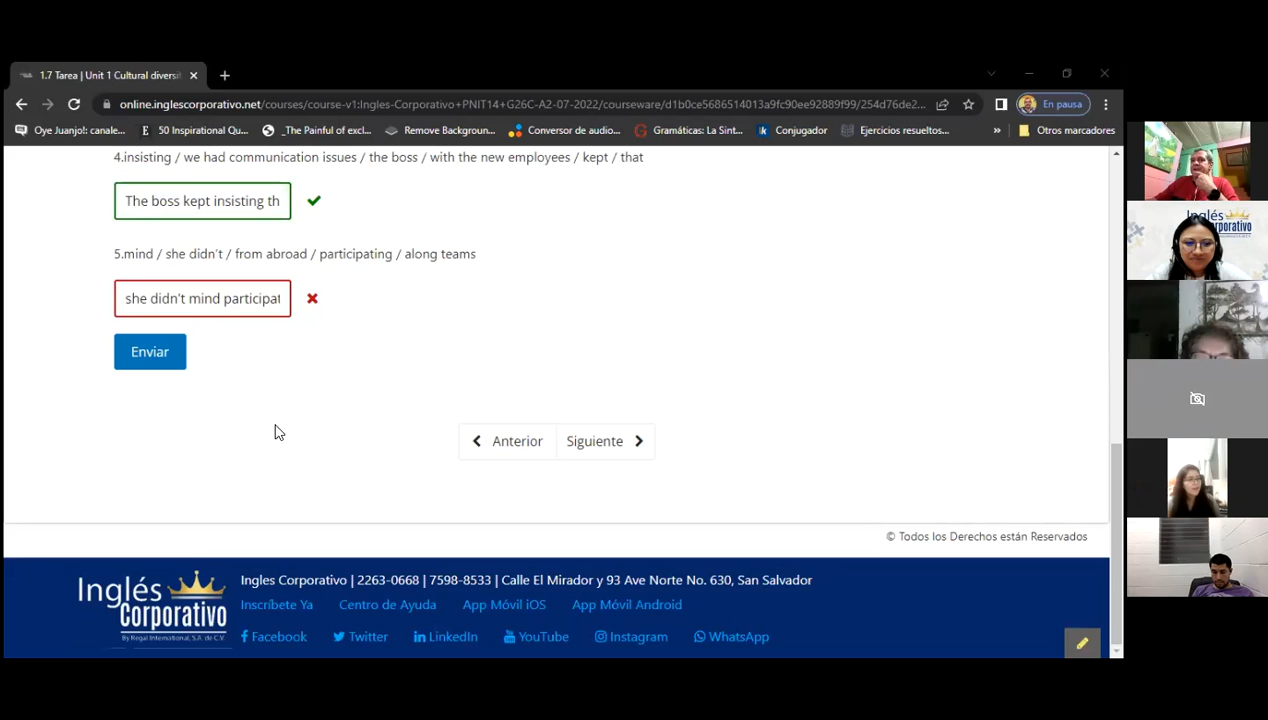 1.7 Tarea | Unit 1 Cultural diversit
online.inglescorporativo.net/courses/course-v1:Ingles-Corporativo+PNIT14+G26C-A2-07-2022/courseware/d1b0ce5686514013a9fc90ee92889f99/254d76de2...
En pausa
Oye Juanjo!: canale...
50 Inspirational Qu...
_The Painful of excl...
Remove Backgroun...
Conversor de audio...
Gramáticas: La Sint...
Conjugador
Ejercicios resueltos...
»
Otros marcadores
4.insisting / we had communication issues / the boss / with the new employees / kept / that
The boss kept insisting th
5.mind / she didn't / from abroad / participating / along teams
she didn't mind participat
Enviar
Anterior
Siguiente
© Todos los Derechos están Reservados
Inglés Corporativo
By Regal International, S.A. de C.V.
Ingles Corporativo | 2263-0668 | 7598-8533 | Calle El Mirador y 93 Ave Norte No. 630, San Salvador
Inscríbete Ya
Centro de Ayuda
App Móvil iOS
App Móvil Android
Facebook
Twitter
LinkedIn
YouTube
Instagram
WhatsApp
Inglés